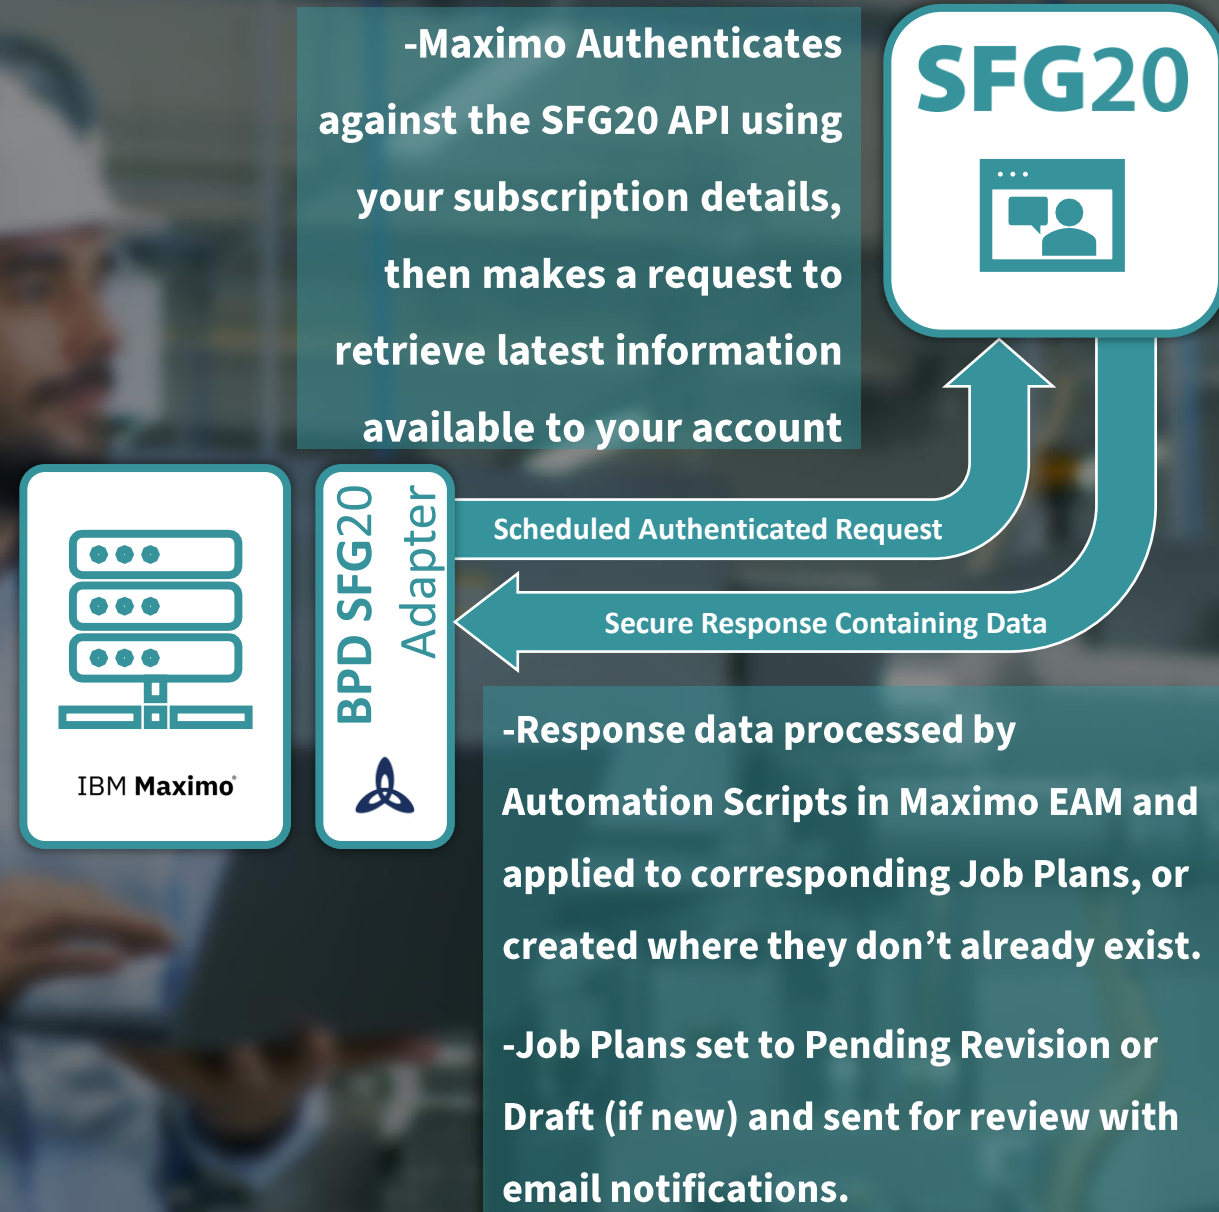 -Maximo Authenticates
against the SFG20 API using
your subscription details,
then makes a request to
retrieve latest information
available to your account
SFG20
Scheduled Authenticated Request
Secure Response Containing Data
BPD SFG20
Adapter
IBM Maximo®
-Response data processed by
Automation Scripts in Maximo EAM and
applied to corresponding Job Plans, or
created where they don’t already exist.
-Job Plans set to Pending Revision or
Draft (if new) and sent for review with
email notifications.